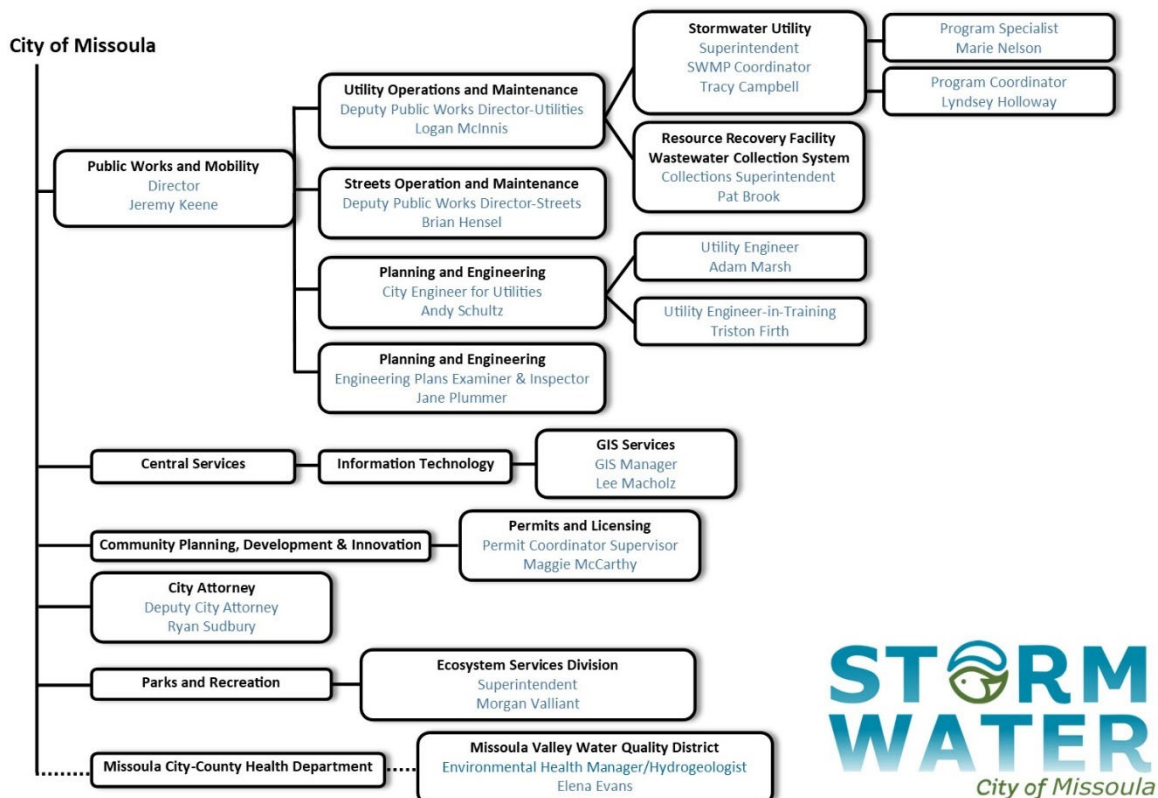 City of Missoula
Public Works and Mobility
Director
Jeremy Keene
Utility Operations and Maintenance
Deputy Public Works Director-Utilities
Logan McInnis
Stormwater Utility
Superintendent
SWMP Coordinator
Tracy Campbell
Program Specialist
Marie Nelson
Program Coordinator
Lyndsey Holloway
Resource Recovery Facility
Wastewater Collection System
Collections Superintendent
Pat Brook
Streets Operation and Maintenance
Deputy Public Works Director-Streets
Brian Hensel
Planning and Engineering
City Engineer for Utilities
Andy Schultz
Utility Engineer
Adam Marsh
Utility Engineer-in-Training
Triston Firth
Planning and Engineering
Engineering Plans Examiner & Inspector
Jane Plummer
Central Services
Information Technology
GIS Services
GIS Manager
Lee Macholz
Community Planning, Development & Innovation
Permits and Licensing
Permit Coordinator Supervisor
Maggie McCarthy
City Attorney
Deputy City Attorney
Ryan Sudbury
Parks and Recreation
Ecosystem Services Division
Superintendent
Morgan Valliant
Missoula City-County Health Department
Missoula Valley Water Quality District
Environmental Health Manager/Hydrogeologist
Elena Evans
STORM
WATER
City of Missoula